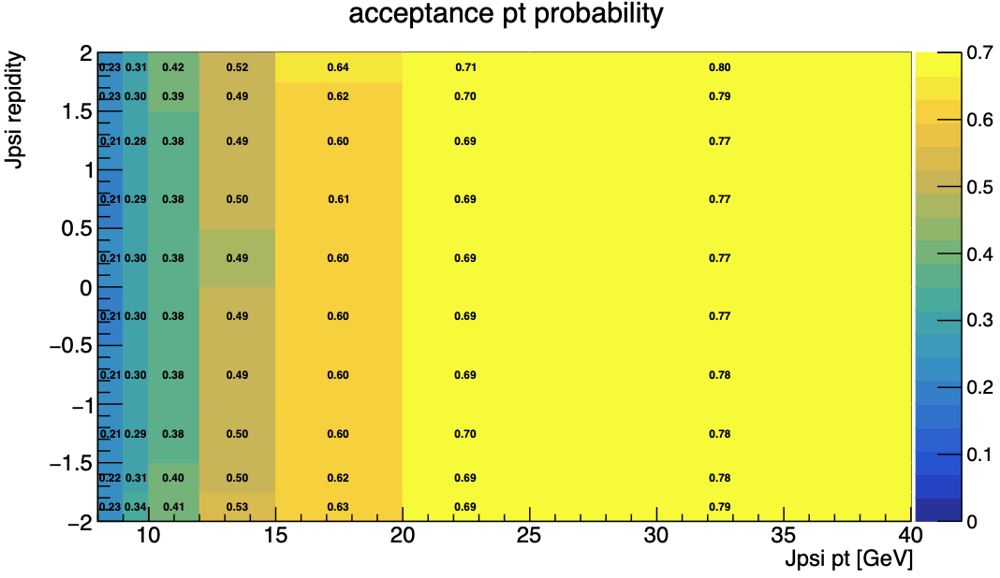 acceptance pt probability
Jpsi repidity
2
1.5
1
0.5
0
−0.5
−1
−1.5
−2
0.23 0.31 0.42 0.52 0.64 0.71 0.80
0.23 0.30 0.39 0.49 0.62 0.70 0.79
0.21 0.28 0.38 0.49 0.60 0.69 0.77
0.21 0.29 0.38 0.50 0.61 0.69 0.77
0.21 0.30 0.38 0.49 0.60 0.69 0.77
0.21 0.30 0.38 0.49 0.60 0.69 0.77
0.21 0.30 0.38 0.49 0.60 0.69 0.78
0.21 0.29 0.38 0.50 0.60 0.70 0.78
0.22 0.31 0.40 0.50 0.62 0.69 0.78
0.23 0.34 0.41 0.53 0.63 0.69 0.79
10 15 20 25 30 35 40
Jpsi pt [GeV]
0.7
0.6
0.5
0.4
0.3
0.2
0.1
0